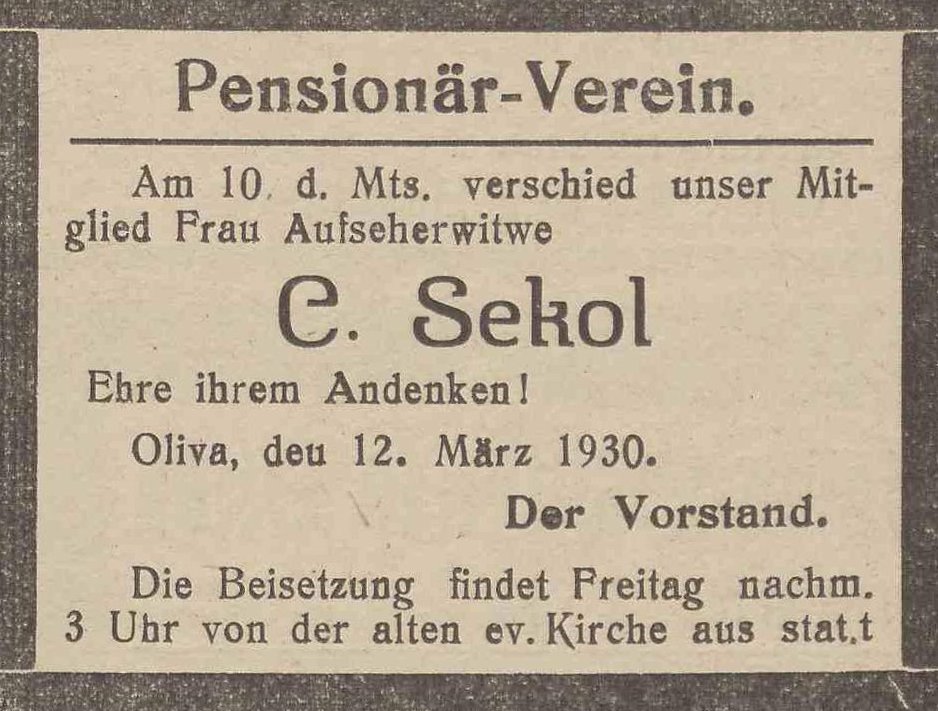 Pensionär-Verein.
Am 10. d. Mts. verschied unser Mit-
glied Frau Aufseherwitwe
C. Sekol
Ehre ihrem Andenken!
Oliva, deu 12. März 1930.
Der Vorstand.
Die Beisetzung findet Freitag nachm.
3 Uhr von der alten ev. Kirche aus stat.t